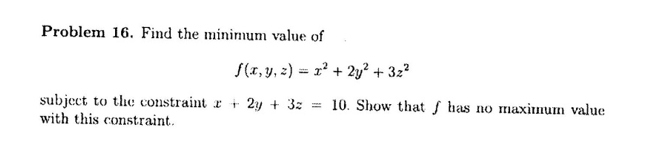 Problem 16. Find the minimum value of
f(x, y, z) = x² + 2y² + 3z²
subject to the constraint x + 2y + 3z = 10. Show that f has no maximum value
with this constraint.